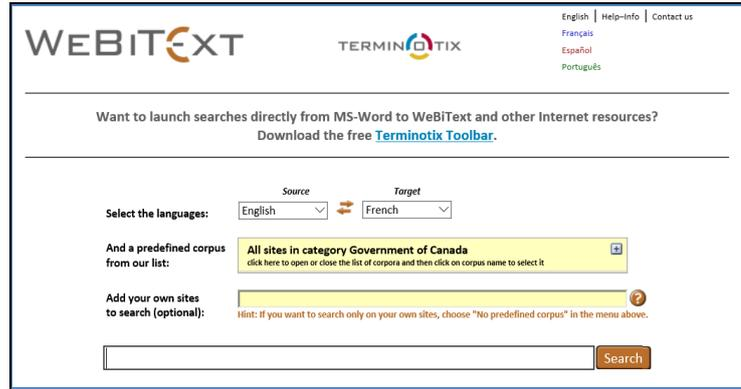 WEBITEXT
TERMINOTIX
English | Help–Info | Contact us
Français
Español
Português
Want to launch searches directly from MS-Word to WeBiText and other Internet resources?
Download the free Terminotix Toolbar.
Source Target
Select the languages: English French
And a predefined corpus
from our list:
All sites in category Government of Canada
click here to open or close the list of corpora and then click on corpus name to select it
Add your own sites
to search (optional):
?
Hint: If you want to search only on your own sites, choose "No predefined corpus" in the menu above.
Search